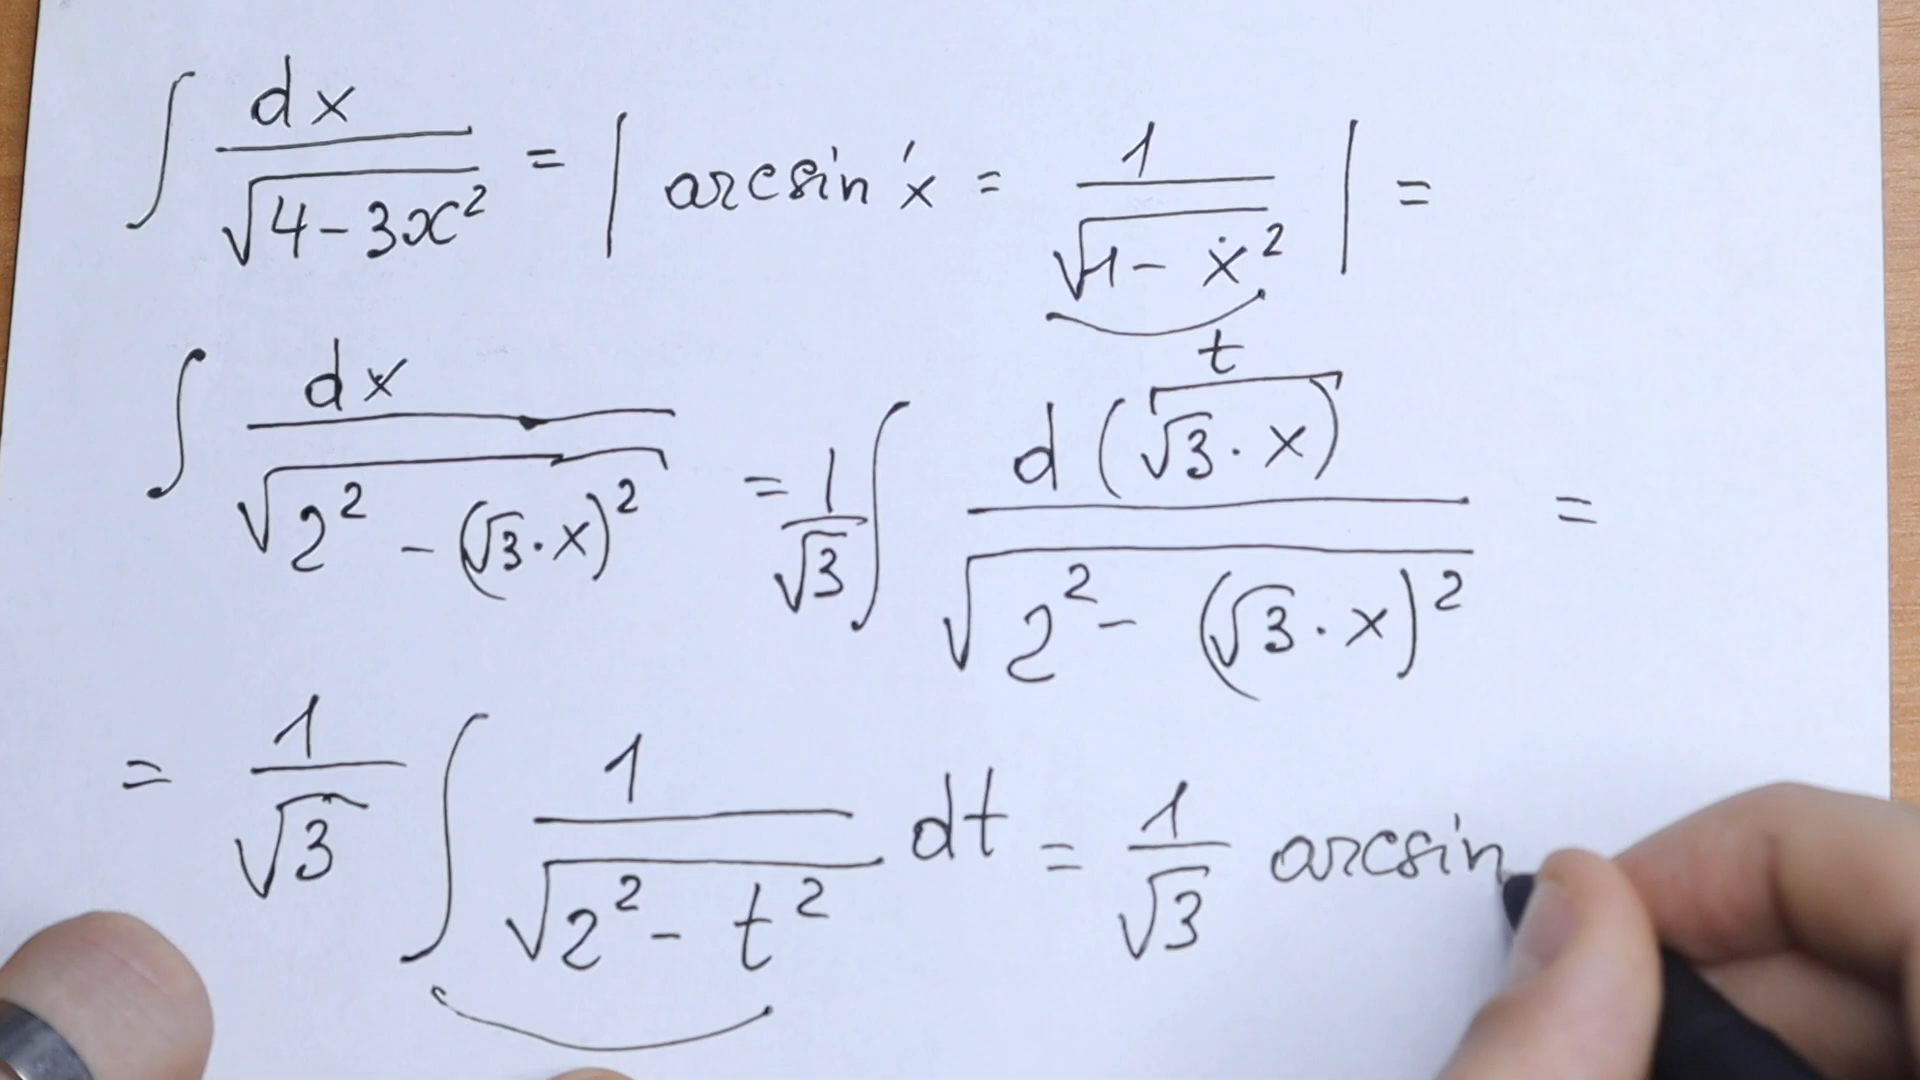 ∫ dx / √(4 - 3x²) = | arcsin'x = 1 / √(1 - x²) | =
∫ dx / √(2² - (√3 · x)²) = 1/√3 ∫ d(√3 · x) / √(2² - (√3 · x)²) = t
= 1/√3 ∫ 1 / √(2² - t²) dt = 1/√3 arcsin